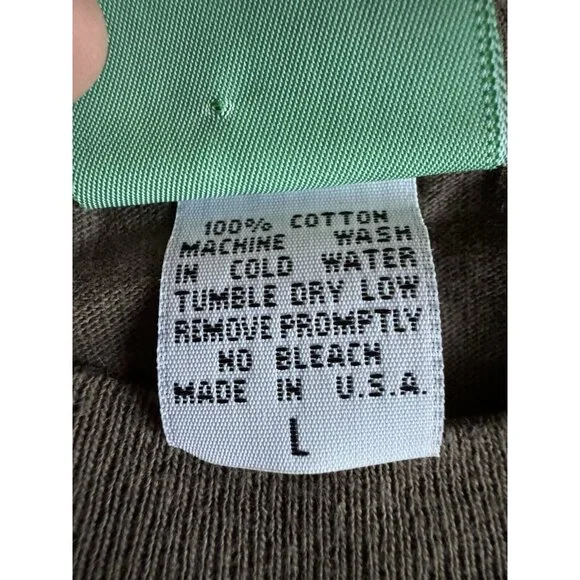 100% COTTON
MACHINE WASH
IN COLD WATER
TUMBLE DRY LOW
REMOVE PROMPTLY
NO BLEACH
MADE IN U.S.A.
L